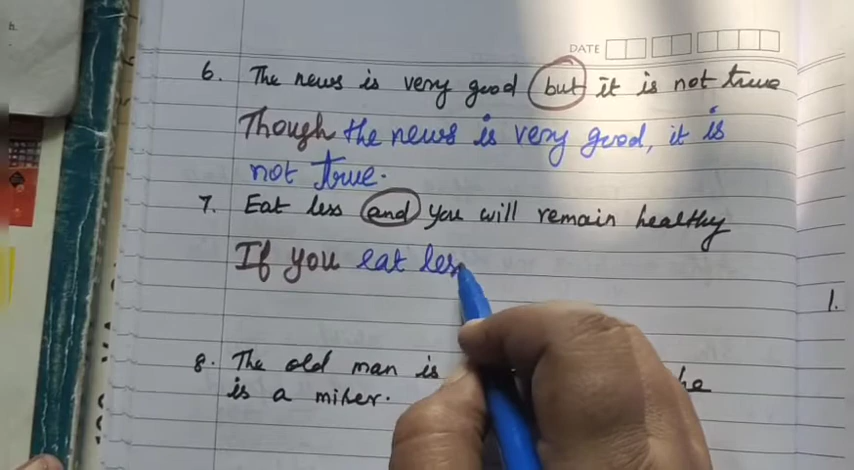 DATE
6. The news is very good but it is not true
Though the news is very good, it is
not true.
7. Eat less and you will remain healthy
If you eat less
8. The old man is he
is a miser.
1.